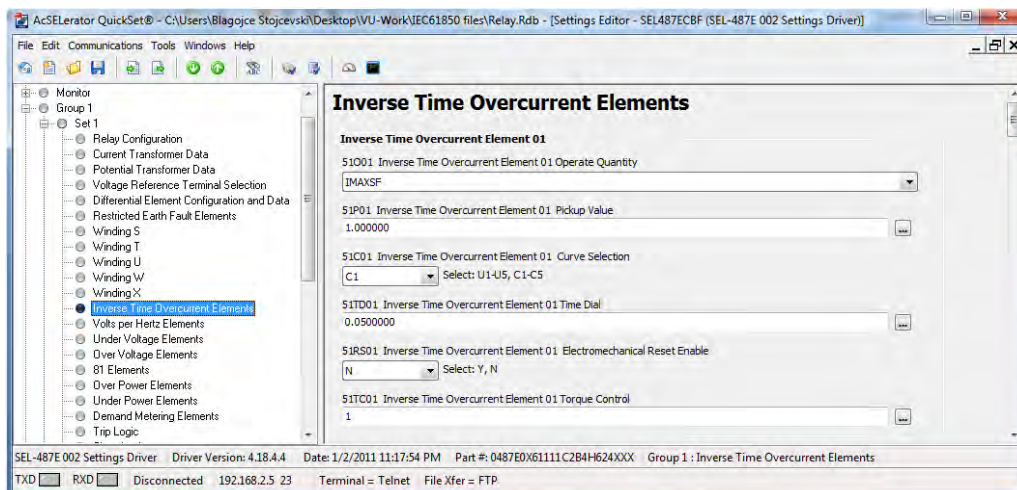 AcSELerator QuickSet® - C:\Users\Blagojce Stojcevski\Desktop\VU-Work\IEC61850 files\Relay.Rdb - [Settings Editor - SEL487ECBF (SEL-487E 002 Settings Driver)]
File Edit Communications Tools Windows Help
Monitor
Group 1
Set 1
Relay Configuration
Current Transformer Data
Potential Transformer Data
Voltage Reference Terminal Selection
Differential Element Configuration and Data
Restricted Earth Fault Elements
Winding S
Winding T
Winding U
Winding W
Winding X
Inverse Time Overcurrent Elements
Volts per Hertz Elements
Under Voltage Elements
Over Voltage Elements
81 Elements
Over Power Elements
Under Power Elements
Demand Metering Elements
Trip Logic
Inverse Time Overcurrent Elements
Inverse Time Overcurrent Element 01
51O01 Inverse Time Overcurrent Element 01 Operate Quantity
IMAXSF
51P01 Inverse Time Overcurrent Element 01 Pickup Value
1.000000
...
51C01 Inverse Time Overcurrent Element 01 Curve Selection
C1 Select: U1-U5, C1-C5
51TD01 Inverse Time Overcurrent Element 01 Time Dial
0.0500000
...
51RS01 Inverse Time Overcurrent Element 01 Electromechanical Reset Enable
N Select: Y, N
51TC01 Inverse Time Overcurrent Element 01 Torque Control
1
...
SEL-487E 002 Settings Driver Driver Version: 4.18.4.4 Date: 1/2/2011 11:17:54 PM Part #: 0487E0X61111C2B4H624XXX Group 1 : Inverse Time Overcurrent Elements
TXD RXD Disconnected 192.168.2.5 23 Terminal = Telnet File Xfer = FTP